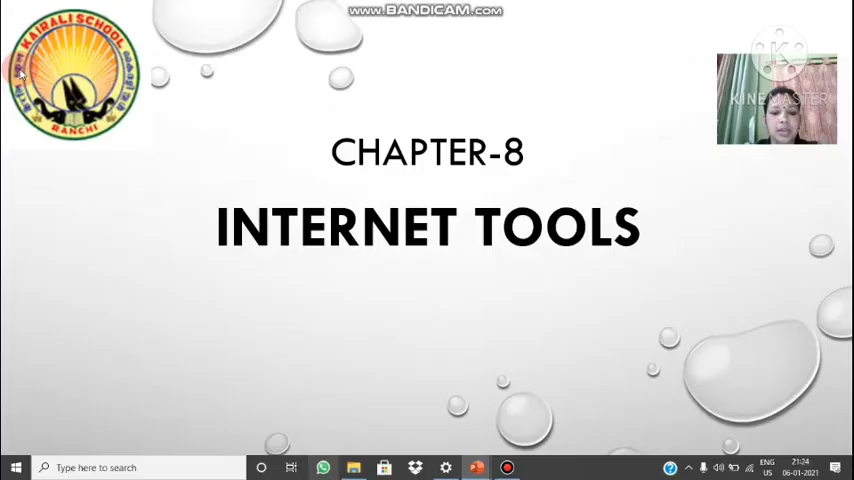 www.BANDICAM.com
KAIRALI SCHOOL
RANCHI
KINEMASTER
CHAPTER-8
INTERNET TOOLS
Type here to search
ENG
US
21:24
06-01-2021